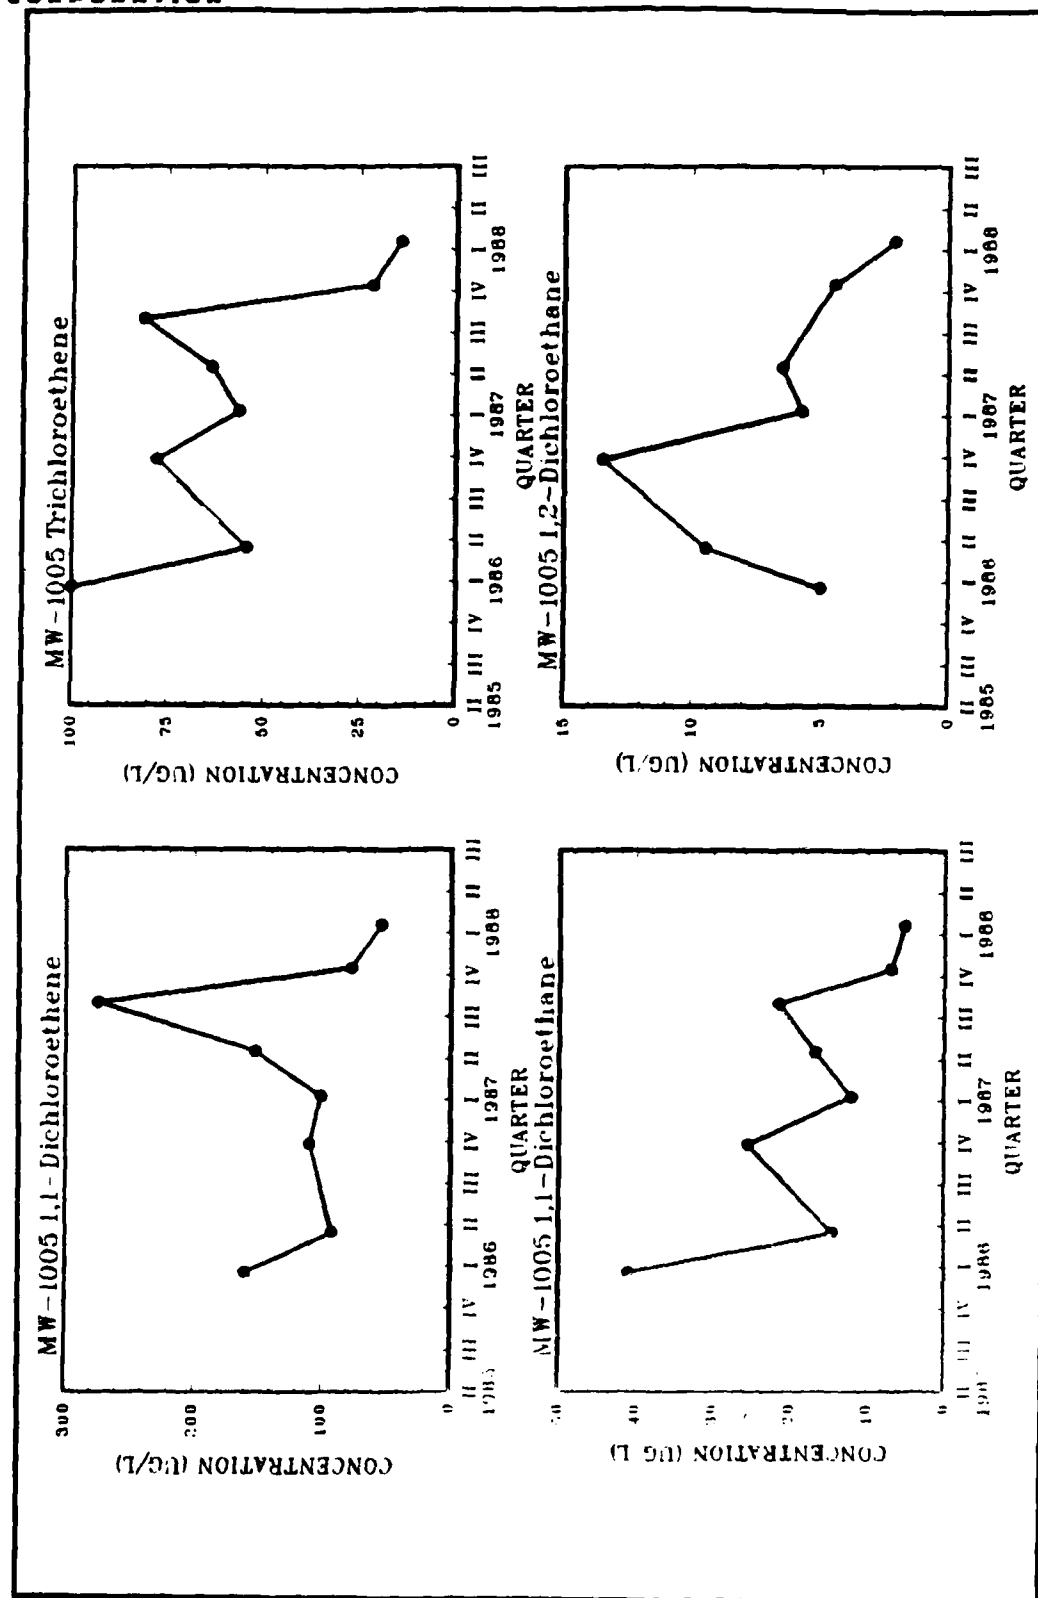 MW-1005 1,1-Dichloroethene
CONCENTRATION (UG/L)
300
200
100
0
II III IV I II III IV I II III IV I II III
1986 1987 1988
QUARTER
MW-1005 Trichloroethene
CONCENTRATION (UG/L)
100
75
50
25
0
II III IV I II III IV I II III IV I II III
1985 1986 1987 1988
QUARTER
MW-1005 1,1-Dichloroethane
CONCENTRATION (UG L)
40
30
20
10
0
II III IV I II III IV I II III IV I II III
1986 1987 1988
QUARTER
MW-1005 1,2-Dichloroethane
CONCENTRATION (UG/L)
15
10
5
0
II III IV I II III IV I II III IV I II III
1985 1986 1987 1988
QUARTER